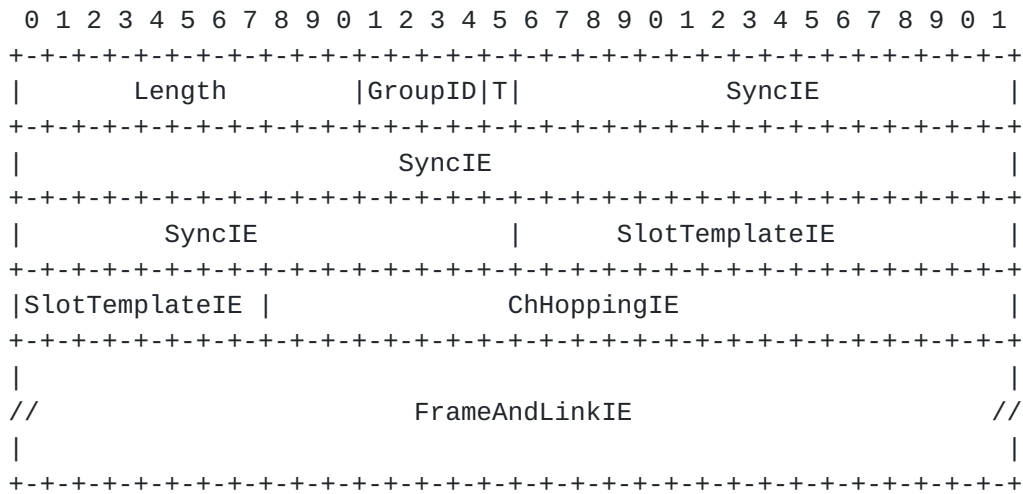 0 1 2 3 4 5 6 7 8 9 0 1 2 3 4 5 6 7 8 9 0 1 2 3 4 5 6 7 8 9 0 1
+-+-+-+-+-+-+-+-+-+-+-+-+-+-+-+-+-+-+-+-+-+-+-+-+-+-+-+-+-+-+-+-+
|       Length        |GroupID|T|             SyncIE            |
+-+-+-+-+-+-+-+-+-+-+-+-+-+-+-+-+-+-+-+-+-+-+-+-+-+-+-+-+-+-+-+-+
|                        SyncIE                                 |
+-+-+-+-+-+-+-+-+-+-+-+-+-+-+-+-+-+-+-+-+-+-+-+-+-+-+-+-+-+-+-+-+
|         SyncIE                |      SlotTemplateIE           |
+-+-+-+-+-+-+-+-+-+-+-+-+-+-+-+-+-+-+-+-+-+-+-+-+-+-+-+-+-+-+-+-+
|SlotTemplateIE |               ChHoppingIE                     |
+-+-+-+-+-+-+-+-+-+-+-+-+-+-+-+-+-+-+-+-+-+-+-+-+-+-+-+-+-+-+-+-+
|                                                               |
//                        FrameAndLinkIE                       //
|                                                               |
+-+-+-+-+-+-+-+-+-+-+-+-+-+-+-+-+-+-+-+-+-+-+-+-+-+-+-+-+-+-+-+-+